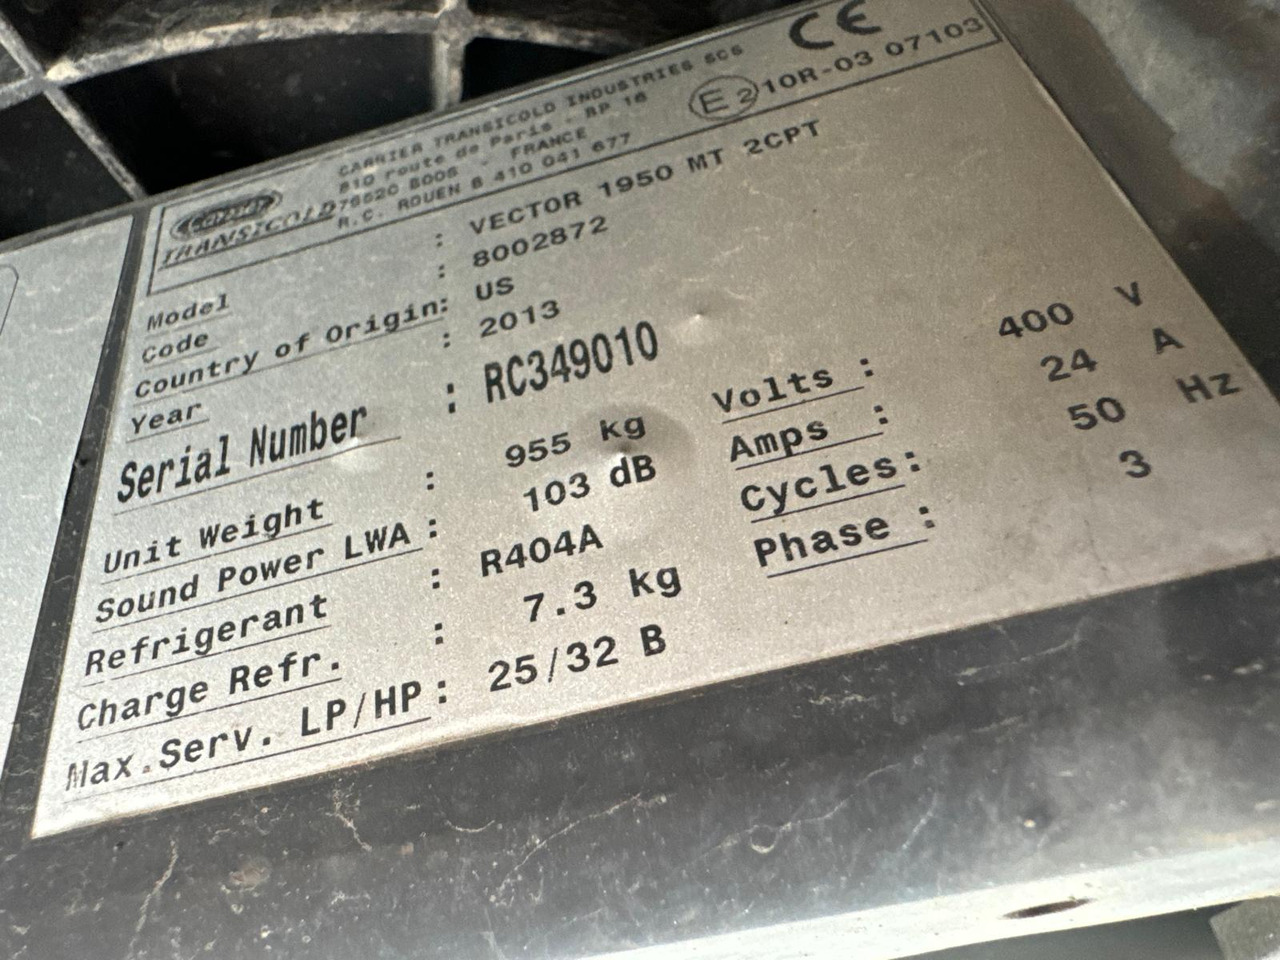 Carrier
TRANSICOLD
CARRIER TRANSICOLD INDUSTRIES SCS
810 route de Paris - BP 16
76520 BOOS - FRANCE
R.C. ROUEN B 410 041 677
CE
E2 10R-03 07103
Model : VECTOR 1950 MT 2CPT
Code : 8002872
Country of Origin: US
Year : 2013
Serial Number : RC349010
Unit Weight : 955 kg
Sound Power LWA : 103 dB
Refrigerant : R404A
Charge Refr. : 7.3 kg
Max.Serv. LP/HP : 25/32 B
Volts : 400 V
Amps : 24 A
Cycles: 50 Hz
Phase : 3